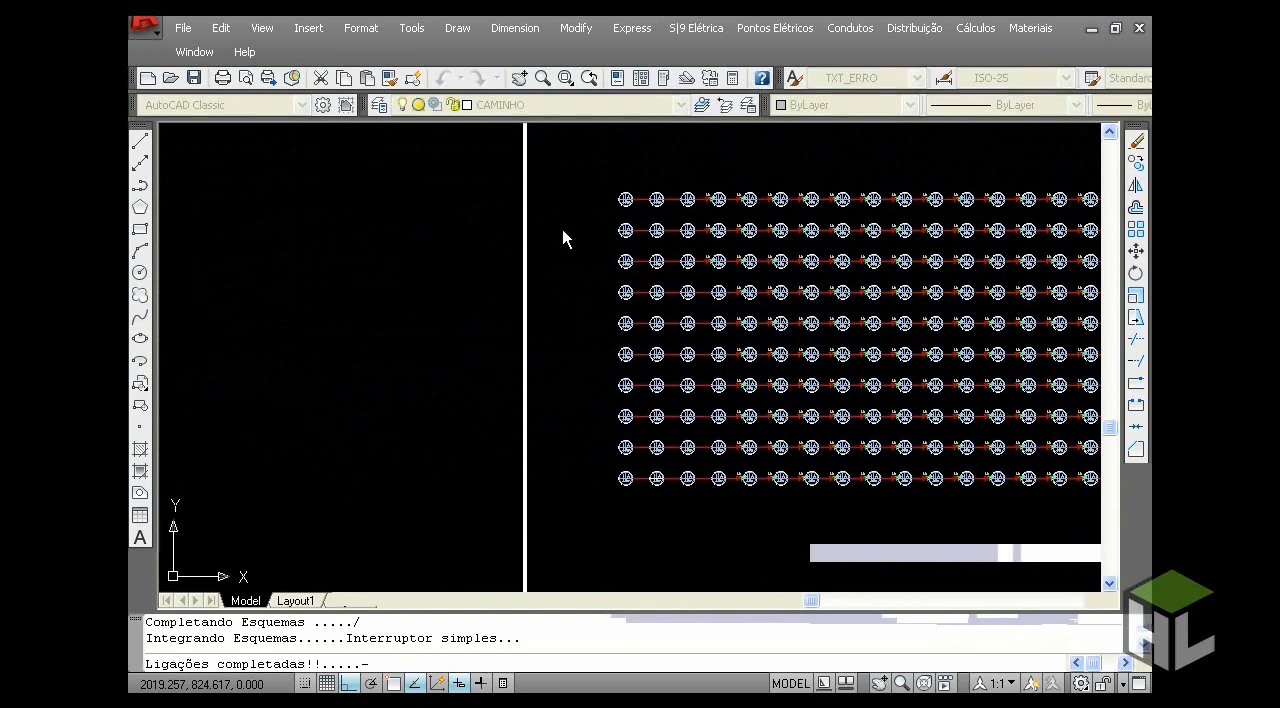 File Edit View Insert Format Tools Draw Dimension Modify Express S|9 Elétrica Pontos Elétricos Condutos Distribuição Cálculos Materiais
Window Help
TXT_ERRO ISO-25 Standard
AutoCAD Classic CAMINHO ByLayer ByLayer ByL
Y
X
Model Layout1
Completando Esquemas ...../
Integrando Esquemas......Interruptor simples...
Ligações completadas!!.....-
2019.257, 824.617, 0.000 MODEL 1:1
HL